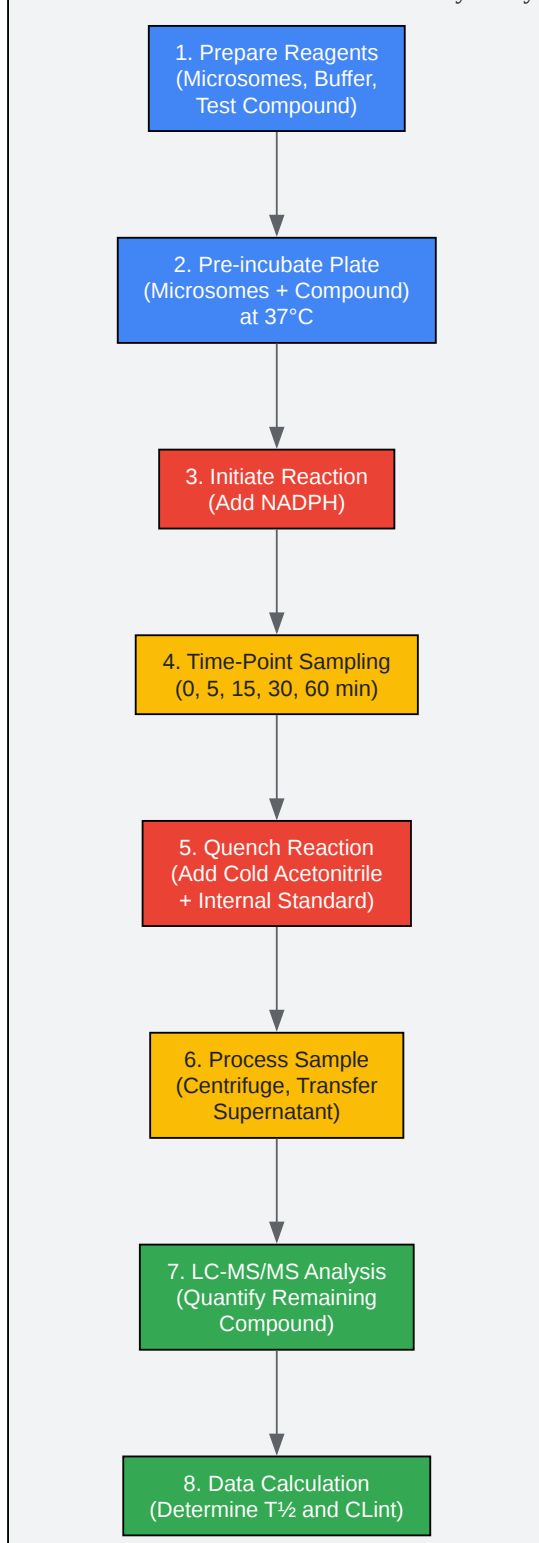 1. Prepare Reagents
(Microsomes, Buffer,
Test Compound)
2. Pre-incubate Plate
(Microsomes + Compound)
at 37°C
3. Initiate Reaction
(Add NADPH)
4. Time-Point Sampling
(0, 5, 15, 30, 60 min)
5. Quench Reaction
(Add Cold Acetonitrile
+ Internal Standard)
6. Process Sample
(Centrifuge, Transfer
Supernatant)
7. LC-MS/MS Analysis
(Quantify Remaining
Compound)
8. Data Calculation
(Determine T½ and CLint)